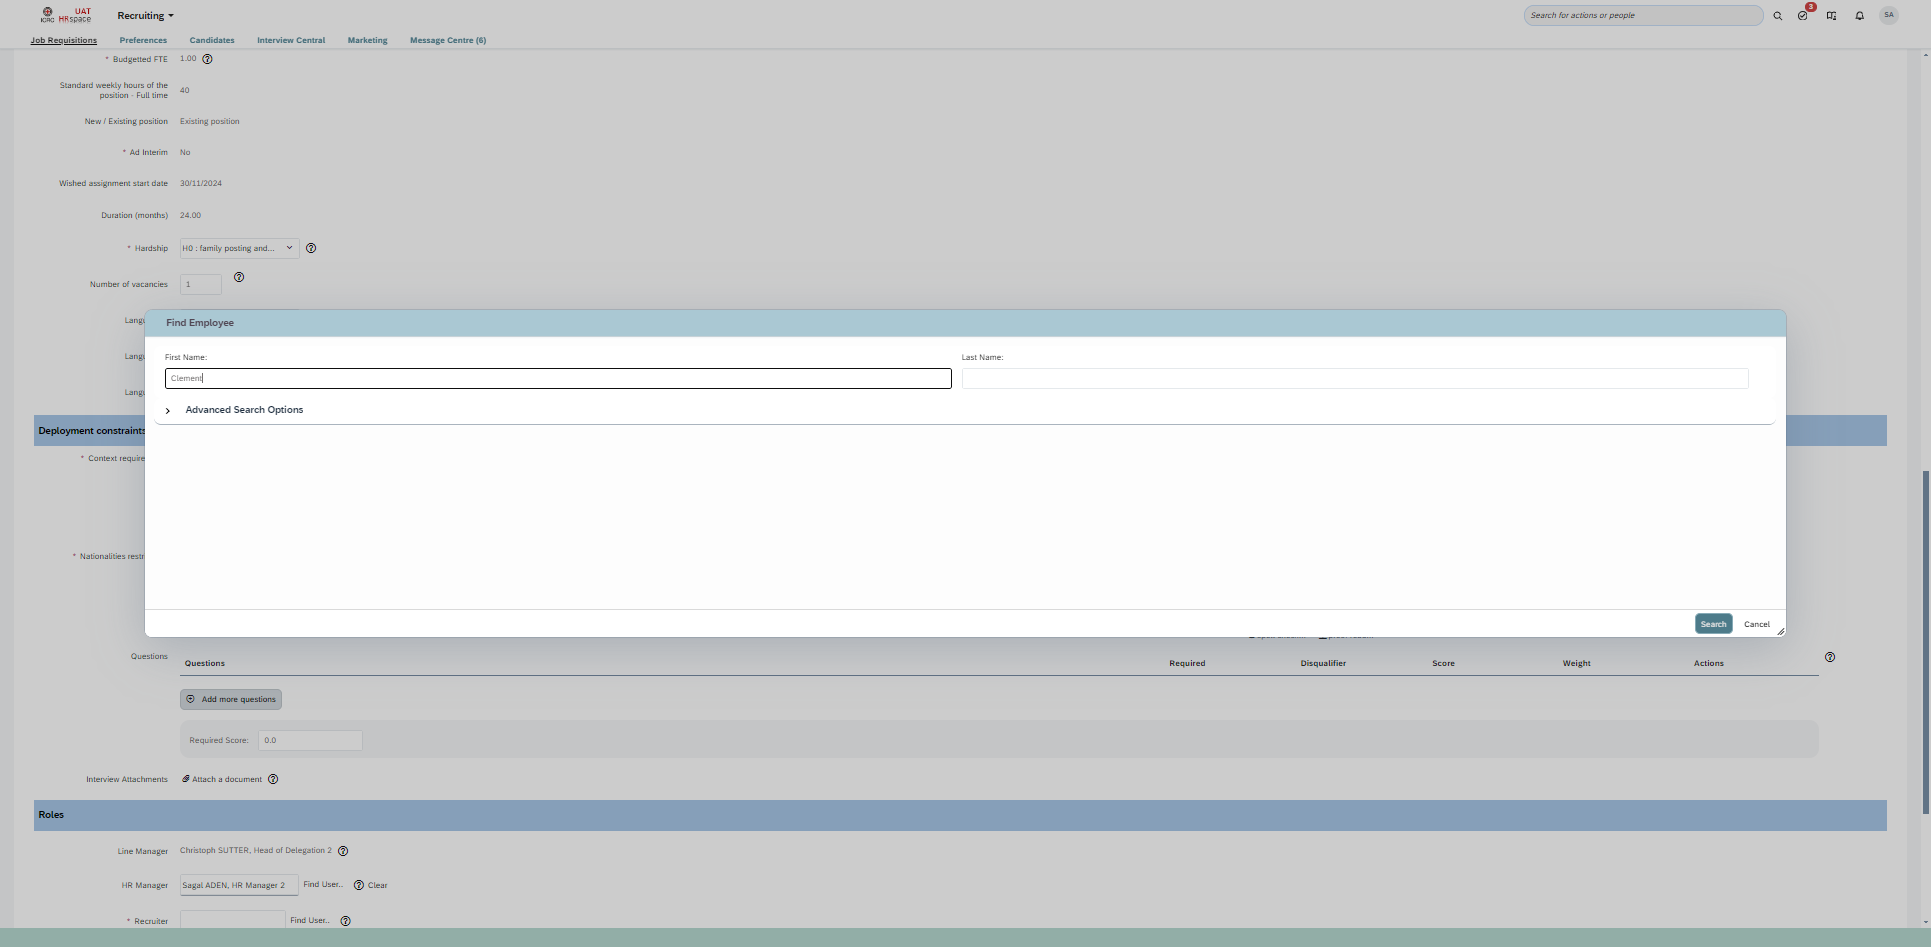 UAT
ICRC HRspace
Recruiting
Search for actions or people
3
SA
Job Requisitions
Preferences
Candidates
Interview Central
Marketing
Message Centre (6)
* Budgetted FTE 1.00
Standard weekly hours of the
position - Full time 40
New / Existing position Existing position
* Ad Interim No
Wished assignment start date 30/11/2024
Duration (months) 24.00
* Hardship H0 : family posting and...
Number of vacancies 1
Langu
Find Employee
First Name:
Last Name:
Langu
Clement
Langu
Advanced Search Options
Deployment constraints
* Context require
* Nationalities restr
Search
Cancel
Questions
Questions Required Disqualifier Score Weight Actions
Add more questions
Required Score: 0.0
Interview Attachments Attach a document
Roles
Line Manager Christoph SUTTER, Head of Delegation 2
HR Manager Sagal ADEN, HR Manager 2 Find User.. Clear
* Recruiter Find User..